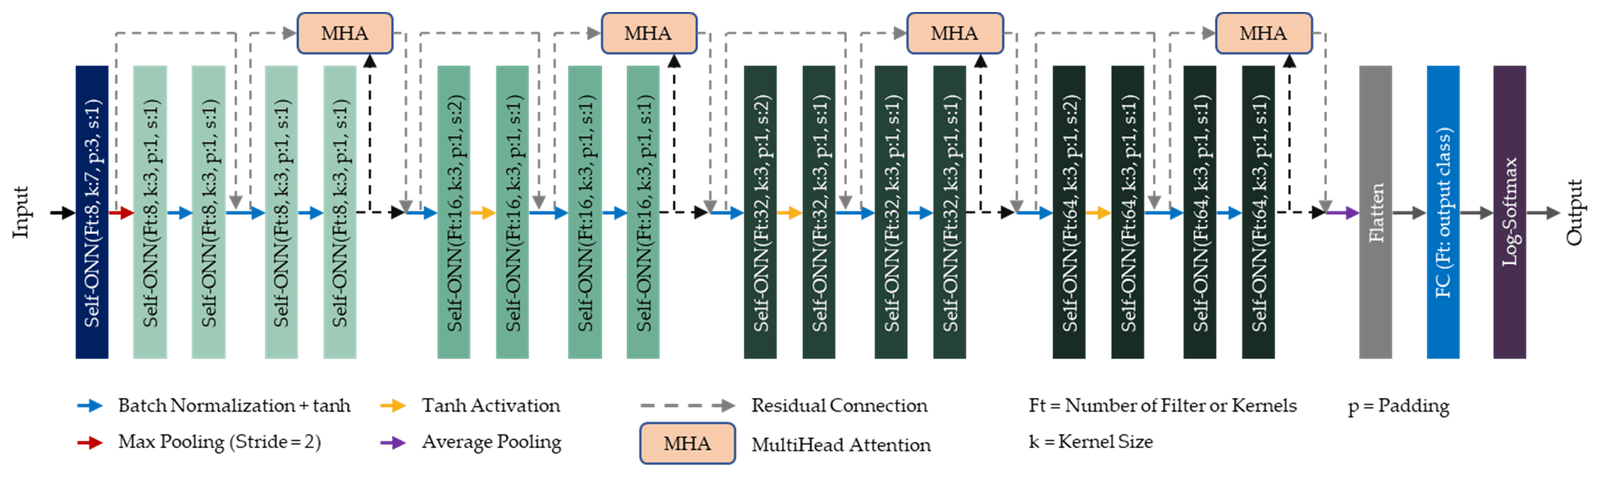 MHA
MHA
MHA
MHA
Input
Self-ONN(Ft:8, k:7, p:3, s:1)
Self-ONN(Ft:8, k:3, p:1, s:1)
Self-ONN(Ft:8, k:3, p:1, s:1)
Self-ONN(Ft:8, k:3, p:1, s:1)
Self-ONN(Ft:8, k:3, p:1, s:1)
Self-ONN(Ft:16, k:3, p:1, s:2)
Self-ONN(Ft:16, k:3, p:1, s:1)
Self-ONN(Ft:16, k:3, p:1, s:1)
Self-ONN(Ft:16, k:3, p:1, s:1)
Self-ONN(Ft:32, k:3, p:1, s:2)
Self-ONN(Ft:32, k:3, p:1, s:1)
Self-ONN(Ft:32, k:3, p:1, s:1)
Self-ONN(Ft:32, k:3, p:1, s:1)
Self-ONN(Ft:64, k:3, p:1, s:2)
Self-ONN(Ft:64, k:3, p:1, s:1)
Self-ONN(Ft:64, k:3, p:1, s:1)
Self-ONN(Ft:64, k:3, p:1, s:1)
Flatten
FC (Ft: output class)
Log-Softmax
Output
Batch Normalization + tanh
Tanh Activation
Residual Connection
Ft = Number of Filter or Kernels
p = Padding
Max Pooling (Stride = 2)
Average Pooling
MHA
MultiHead Attention
k = Kernel Size